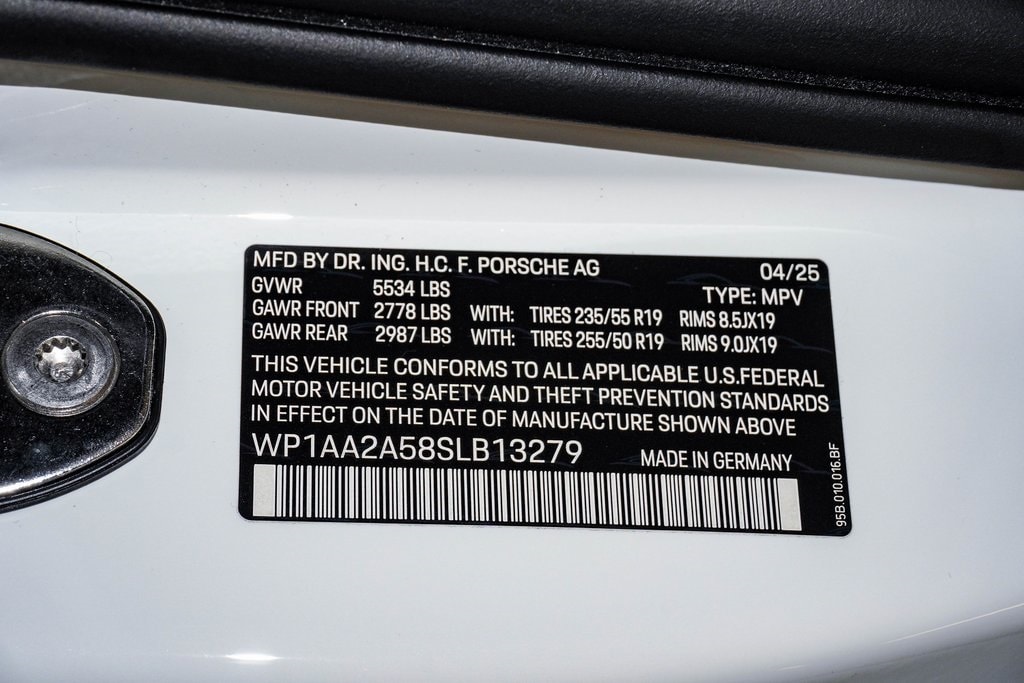 MFD BY DR. ING. H.C. F. PORSCHE AG 04/25
GVWR 5534 LBS TYPE: MPV
GAWR FRONT 2778 LBS WITH: TIRES 235/55 R19 RIMS 8.5JX19
GAWR REAR 2987 LBS WITH: TIRES 255/50 R19 RIMS 9.0JX19
THIS VEHICLE CONFORMS TO ALL APPLICABLE U.S.FEDERAL
MOTOR VEHICLE SAFETY AND THEFT PREVENTION STANDARDS
IN EFFECT ON THE DATE OF MANUFACTURE SHOWN ABOVE
WP1AA2A58SLB13279 MADE IN GERMANY
95B.010.016.BF